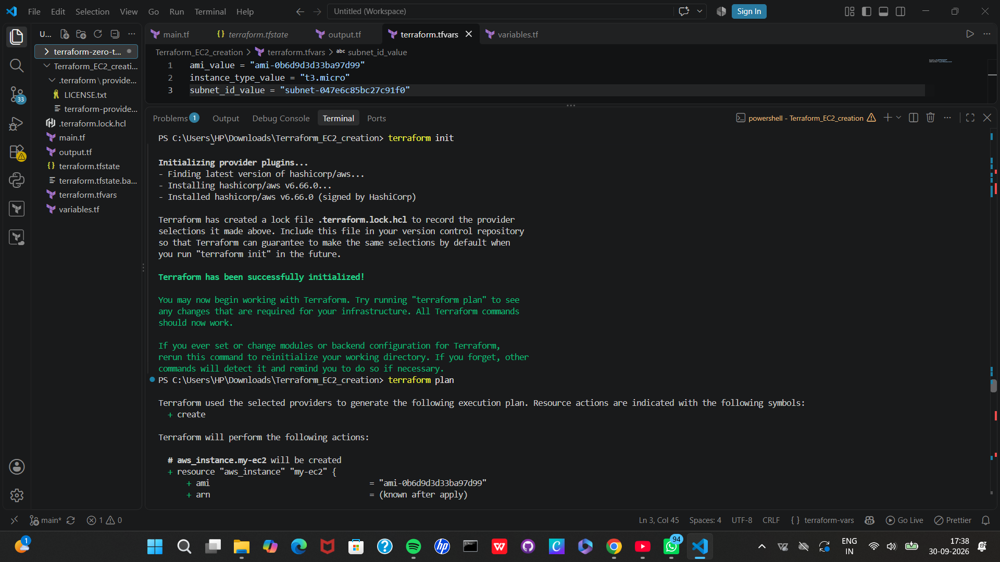 File Edit Selection View Go Run Terminal Help
Untitled (Workspace)
Sign In
U...
main.tf
terraform.tfstate
output.tf
terraform.tfvars
variables.tf
Terraform_EC2_creation > terraform.tfvars > abc subnet_id_value
1 ami_value = "ami-0b6d9d3d33ba97d99"
2 instance_type_value = "t3.micro"
3 subnet_id_value = "subnet-047e6c85bc27c91f0"
terraform-zero-t...
Terraform_EC2_creati...
.terraform\provide...
LICENSE.txt
terraform-provide...
.terraform.lock.hcl
main.tf
output.tf
terraform.tfstate
terraform.tfstate.ba...
terraform.tfvars
variables.tf
33
Problems 1 Output Debug Console Terminal Ports
powershell - Terraform_EC2_creation
PS C:\Users\HP\Downloads\Terraform_EC2_creation> terraform init
Initializing provider plugins...
- Finding latest version of hashicorp/aws...
- Installing hashicorp/aws v6.66.0...
- Installed hashicorp/aws v6.66.0 (signed by HashiCorp)
Terraform has created a lock file .terraform.lock.hcl to record the provider
selections it made above. Include this file in your version control repository
so that Terraform can guarantee to make the same selections by default when
you run "terraform init" in the future.
Terraform has been successfully initialized!
You may now begin working with Terraform. Try running "terraform plan" to see
any changes that are required for your infrastructure. All Terraform commands
should now work.
If you ever set or change modules or backend configuration for Terraform,
rerun this command to reinitialize your working directory. If you forget, other
commands will detect it and remind you to do so if necessary.
PS C:\Users\HP\Downloads\Terraform_EC2_creation> terraform plan
Terraform used the selected providers to generate the following execution plan. Resource actions are indicated with the following symbols:
+ create
Terraform will perform the following actions:
# aws_instance.my-ec2 will be created
+ resource "aws_instance" "my-ec2" {
+ ami = "ami-0b6d9d3d33ba97d99"
+ arn = (known after apply)
main* 1 0
Ln 3, Col 45 Spaces: 4 UTF-8 CRLF { } terraform-vars Go Live Prettier
1
94
ENG
IN
17:38
30-09-2026